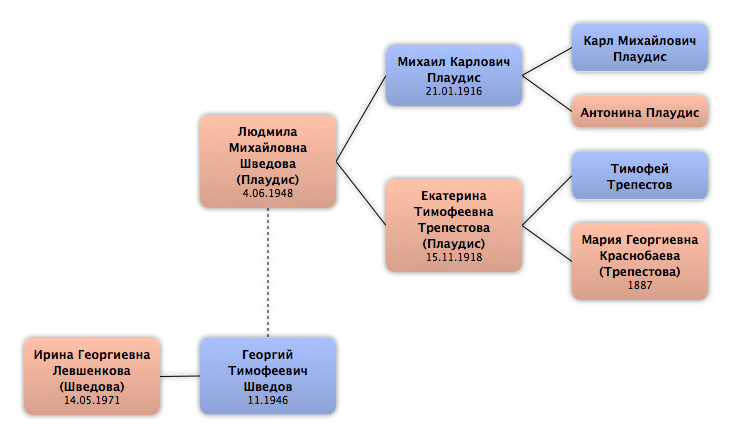 Карл Михайлович
Плаудис
Михаил Карлович
Плаудис
21.01.1916
Антонина Плаудис
Людмила
Михайловна
Шведова
(Плаудис)
4.06.1948
Тимофей
Трепестов
Екатерина
Тимофеевна
Трепестова
(Плаудис)
15.11.1918
Мария Георгиевна
Краснобаева
(Трепестова)
1887
Ирина Георгиевна
Левшенкова
(Шведова)
14.05.1971
Георгий
Тимофеевич
Шведов
11.1946